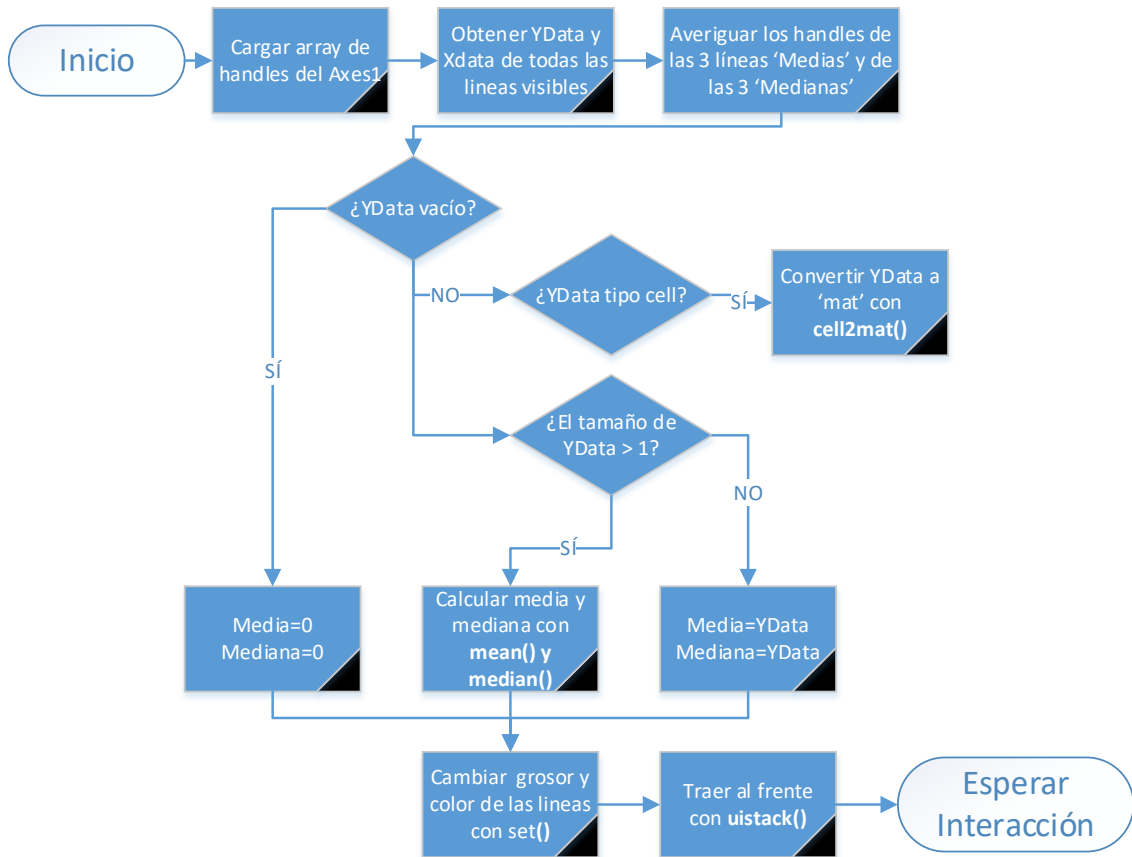 Inicio
Cargar array de
handles del Axes1
Obtener YData y
Xdata de todas las
lineas visibles
Averiguar los handles de
las 3 líneas ‘Medias’ y de
las 3 ‘Medianas’
¿YData vacío?
NO
¿YData tipo cell?
SÍ
Convertir YData a
‘mat’ con
cell2mat()
SÍ
¿El tamaño de
YData > 1?
NO
SÍ
Media=0
Mediana=0
Calcular media y
mediana con
mean() y
median()
Media=YData
Mediana=YData
Cambiar grosor y
color de las lineas
con set()
Traer al frente
con uistack()
Esperar
Interacción